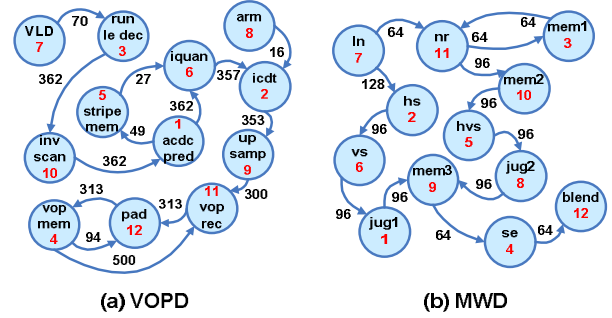 VLD
7
70
run
le dec
3
arm
8
16
iquan
6
357
icdt
2
362
27
5
stripe
mem
49
362
1
acdc
pred
353
inv
scan
10
362
up
samp
9
300
11
vop
rec
313
313
pad
12
vop
mem
4
94
500
(a) VOPD
ln
7
64
nr
11
64
64
mem1
3
128
96
mem2
10
hs
2
96
96
hvs
5
96
vs
6
jug2
8
96
mem3
9
96
96
jug1
1
64
se
4
64
blend
12
(b) MWD